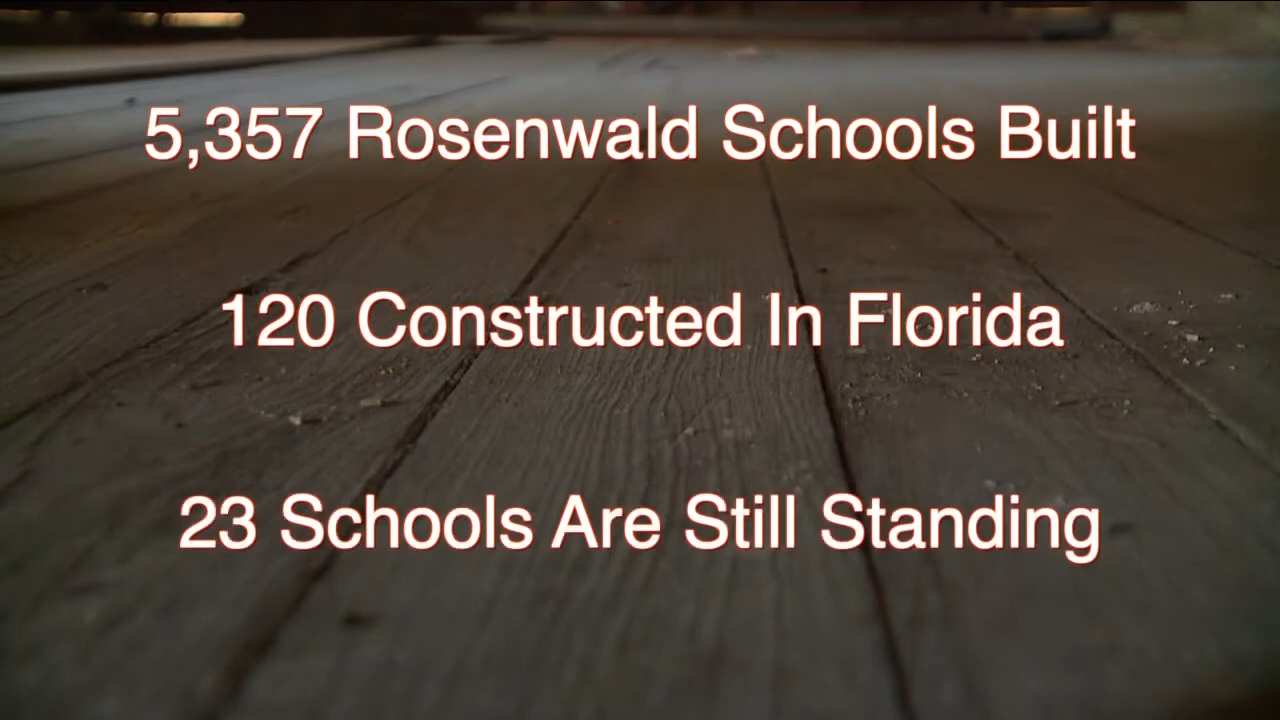 5,357 Rosenwald Schools Built
120 Constructed In Florida
23 Schools Are Still Standing